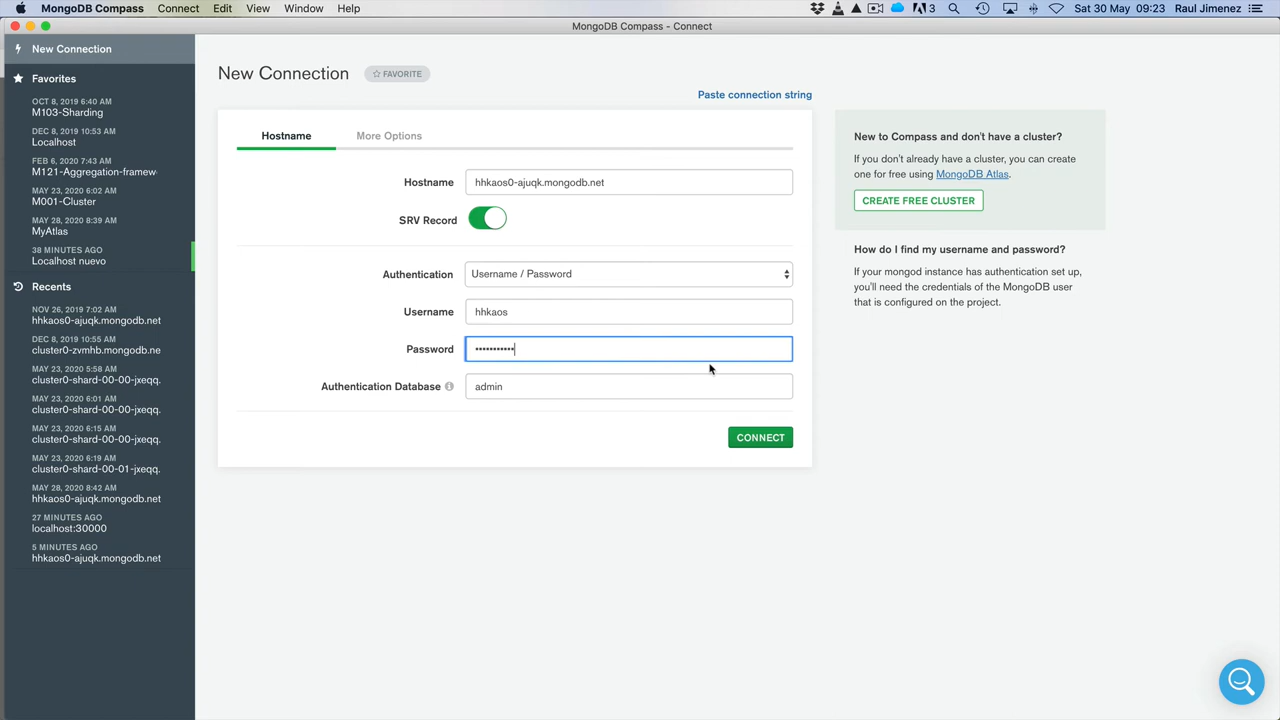 MongoDB Compass Connect Edit View Window Help
3 Sat 30 May 09:23 Raul Jimenez
MongoDB Compass - Connect
New Connection
Favorites
OCT 8, 2019 6:40 AM
M103-Sharding
DEC 8, 2019 10:53 AM
Localhost
FEB 6, 2020 7:43 AM
M121-Aggregation-framew
MAY 23, 2020 6:02 AM
M001-Cluster
MAY 28, 2020 8:39 AM
MyAtlas
38 MINUTES AGO
Localhost nuevo
Recents
NOV 26, 2019 7:02 AM
hhkaos0-ajuqk.mongodb.net
DEC 8, 2019 10:55 AM
cluster0-zvmhb.mongodb.ne
MAY 23, 2020 5:58 AM
cluster0-shard-00-00-jxeqq.
MAY 23, 2020 6:01 AM
cluster0-shard-00-00-jxeqq.
MAY 23, 2020 6:15 AM
cluster0-shard-00-00-jxeqq.
MAY 23, 2020 6:19 AM
cluster0-shard-00-01-jxeqq.
MAY 28, 2020 8:42 AM
hhkaos0-ajuqk.mongodb.net
27 MINUTES AGO
localhost:30000
5 MINUTES AGO
hhkaos0-ajuqk.mongodb.net
New Connection FAVORITE
Paste connection string
Hostname More Options
Hostname hhkaos0-ajuqk.mongodb.net
SRV Record
Authentication Username / Password
Username hhkaos
Password •••••••••••
Authentication Database admin
CONNECT
New to Compass and don't have a cluster?
If you don't already have a cluster, you can create
one for free using MongoDB Atlas.
CREATE FREE CLUSTER
How do I find my username and password?
If your mongod instance has authentication set up,
you'll need the credentials of the MongoDB user
that is configured on the project.